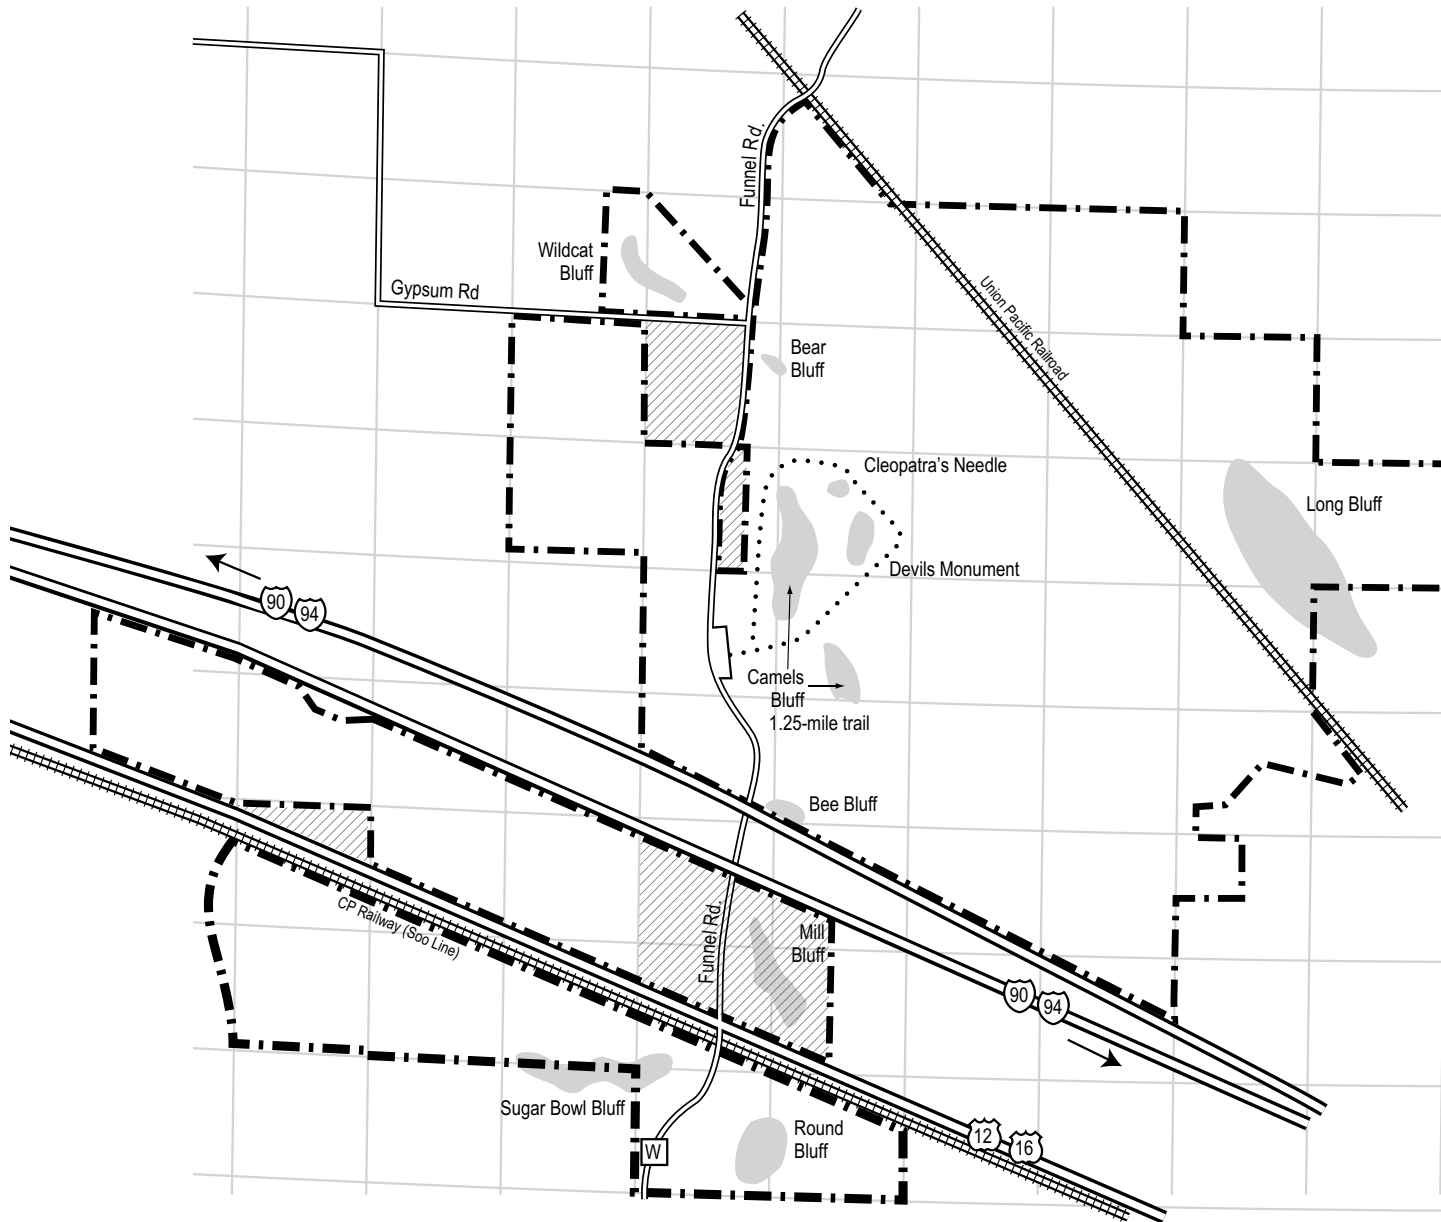 Funnel Rd.
Wildcat
Bluff
Gypsum Rd
Union Pacific Railroad
Bear
Bluff
Cleopatra's Needle
Long Bluff
Devils Monument
90
94
Camels
Bluff
1.25-mile trail
Bee Bluff
CP Railway (Soo Line)
Funnel Rd.
Mill
Bluff
90
94
Sugar Bowl Bluff
Round
Bluff
12
16
W